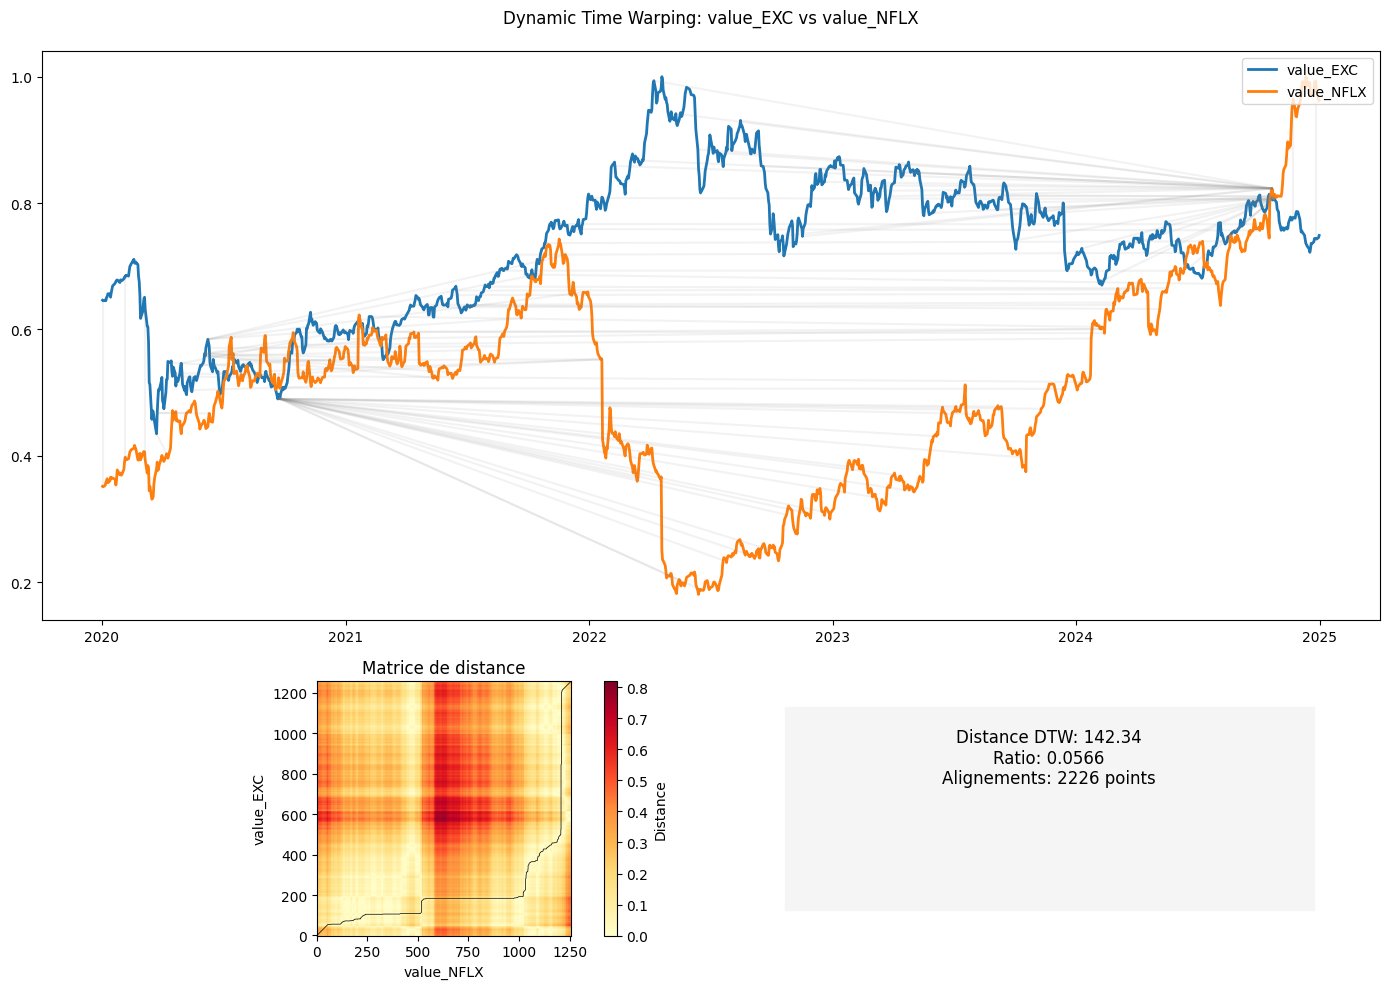 Dynamic Time Warping: value_EXC vs value_NFLX
1.0
0.8
0.6
0.4
0.2
value_EXC
value_NFLX
2020 2021 2022 2023 2024 2025
Matrice de distance
value_EXC
1200
1000
800
600
400
200
0
0 250 500 750 1000 1250
value_NFLX
0.8
0.7
0.6
0.5
0.4
0.3
0.2
0.1
0.0
Distance
Distance DTW: 142.34
Ratio: 0.0566
Alignements: 2226 points